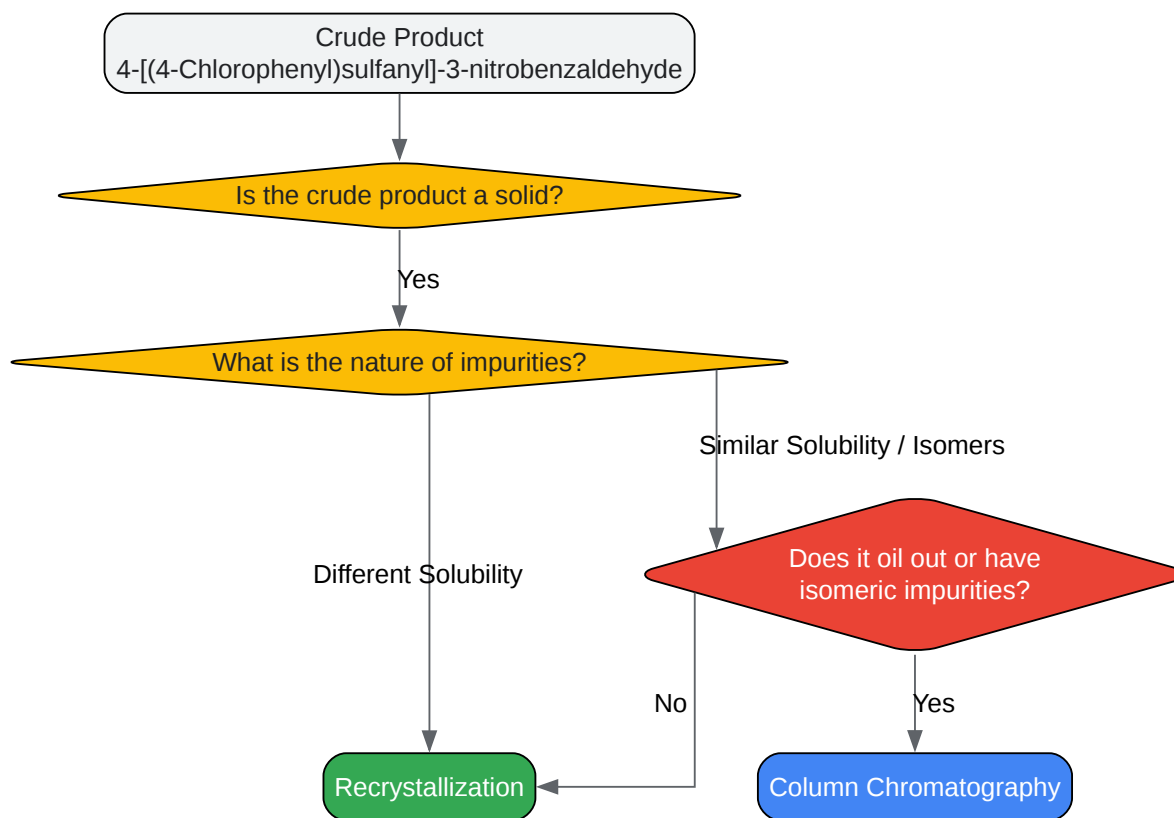 Crude Product
4-[(4-Chlorophenyl)sulfanyl]-3-nitrobenzaldehyde
Is the crude product a solid?
Yes
What is the nature of impurities?
Similar Solubility / Isomers
Does it oil out or have
isomeric impurities?
Different Solubility
No
Yes
Recrystallization
Column Chromatography